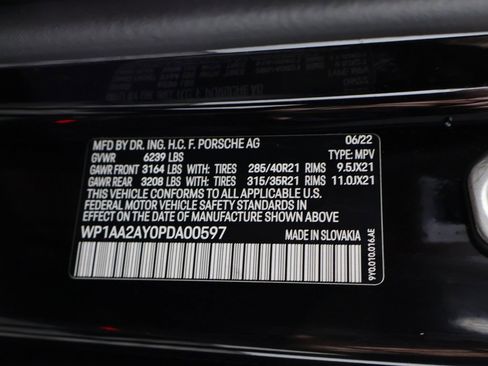 MFD BY DR. ING. H.C. F. PORSCHE AG 06/22
GVWR 6239 LBS TYPE: MPV
GAWR FRONT 3164 LBS WITH: TIRES 285/40R21 RIMS 9.5JX21
GAWR REAR 3208 LBS WITH: TIRES 315/35R21 RIMS 11.0JX21
THIS VEHICLE CONFORMS TO ALL APPLICABLE U.S.
FEDERAL MOTOR VEHICLE SAFETY STANDARDS IN
EFFECT ON THE DATE OF MANUFACTURE SHOWN ABOVE.
WP1AA2AY0PDA00597 MADE IN SLOVAKIA
9Y0.010.016.AE